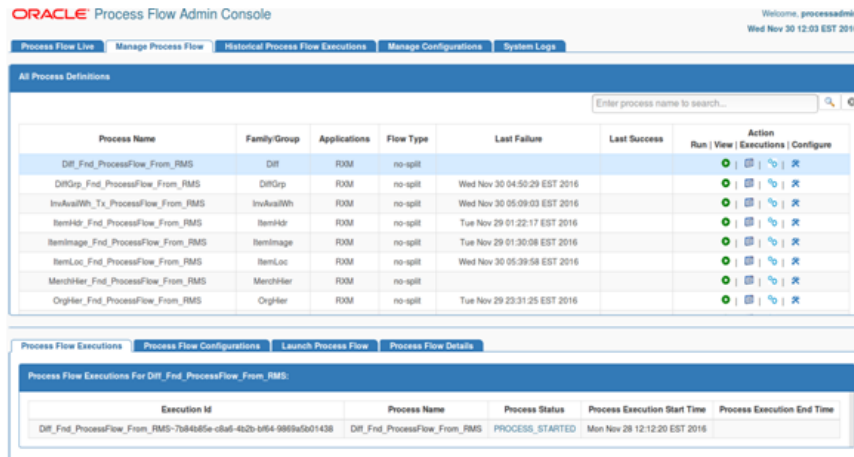 ORACLE Process Flow Admin Console
Welcome, processadmin
Wed Nov 30 12:03 EST 2016
Process Flow Live Manage Process Flow Historical Process Flow Executions Manage Configurations System Logs
All Process Definitions
Enter process name to search...
Process Name Family/Group Applications Flow Type Last Failure Last Success Action
Run | View | Executions | Configure
Diff_Fnd_ProcessFlow_From_RMS Diff RXM no-split
DiffGrp_Fnd_ProcessFlow_From_RMS DiffGrp RXM no-split Wed Nov 30 04:50:29 EST 2016
InvAvailWh_Tx_ProcessFlow_From_RMS InvAvailWh RXM no-split Wed Nov 30 05:09:03 EST 2016
ItemHdr_Fnd_ProcessFlow_From_RMS ItemHdr RXM no-split Tue Nov 29 01:22:17 EST 2016
ItemImage_Fnd_ProcessFlow_From_RMS ItemImage RXM no-split Tue Nov 29 01:30:08 EST 2016
ItemLoc_Fnd_ProcessFlow_From_RMS ItemLoc RXM no-split Wed Nov 30 05:39:58 EST 2016
MerchHier_Fnd_ProcessFlow_From_RMS MerchHier RXM no-split
OrgHier_Fnd_ProcessFlow_From_RMS OrgHier RXM no-split Tue Nov 29 23:31:25 EST 2016
Process Flow Executions Process Flow Configurations Launch Process Flow Process Flow Details
Process Flow Executions For Diff_Fnd_ProcessFlow_From_RMS:
Execution Id Process Name Process Status Process Execution Start Time Process Execution End Time
Diff_Fnd_ProcessFlow_From_RMS~7b84b85e-c8a6-4b2b-bf64-9869a5b01438 Diff_Fnd_ProcessFlow_From_RMS PROCESS_STARTED Mon Nov 28 12:12:20 EST 2016